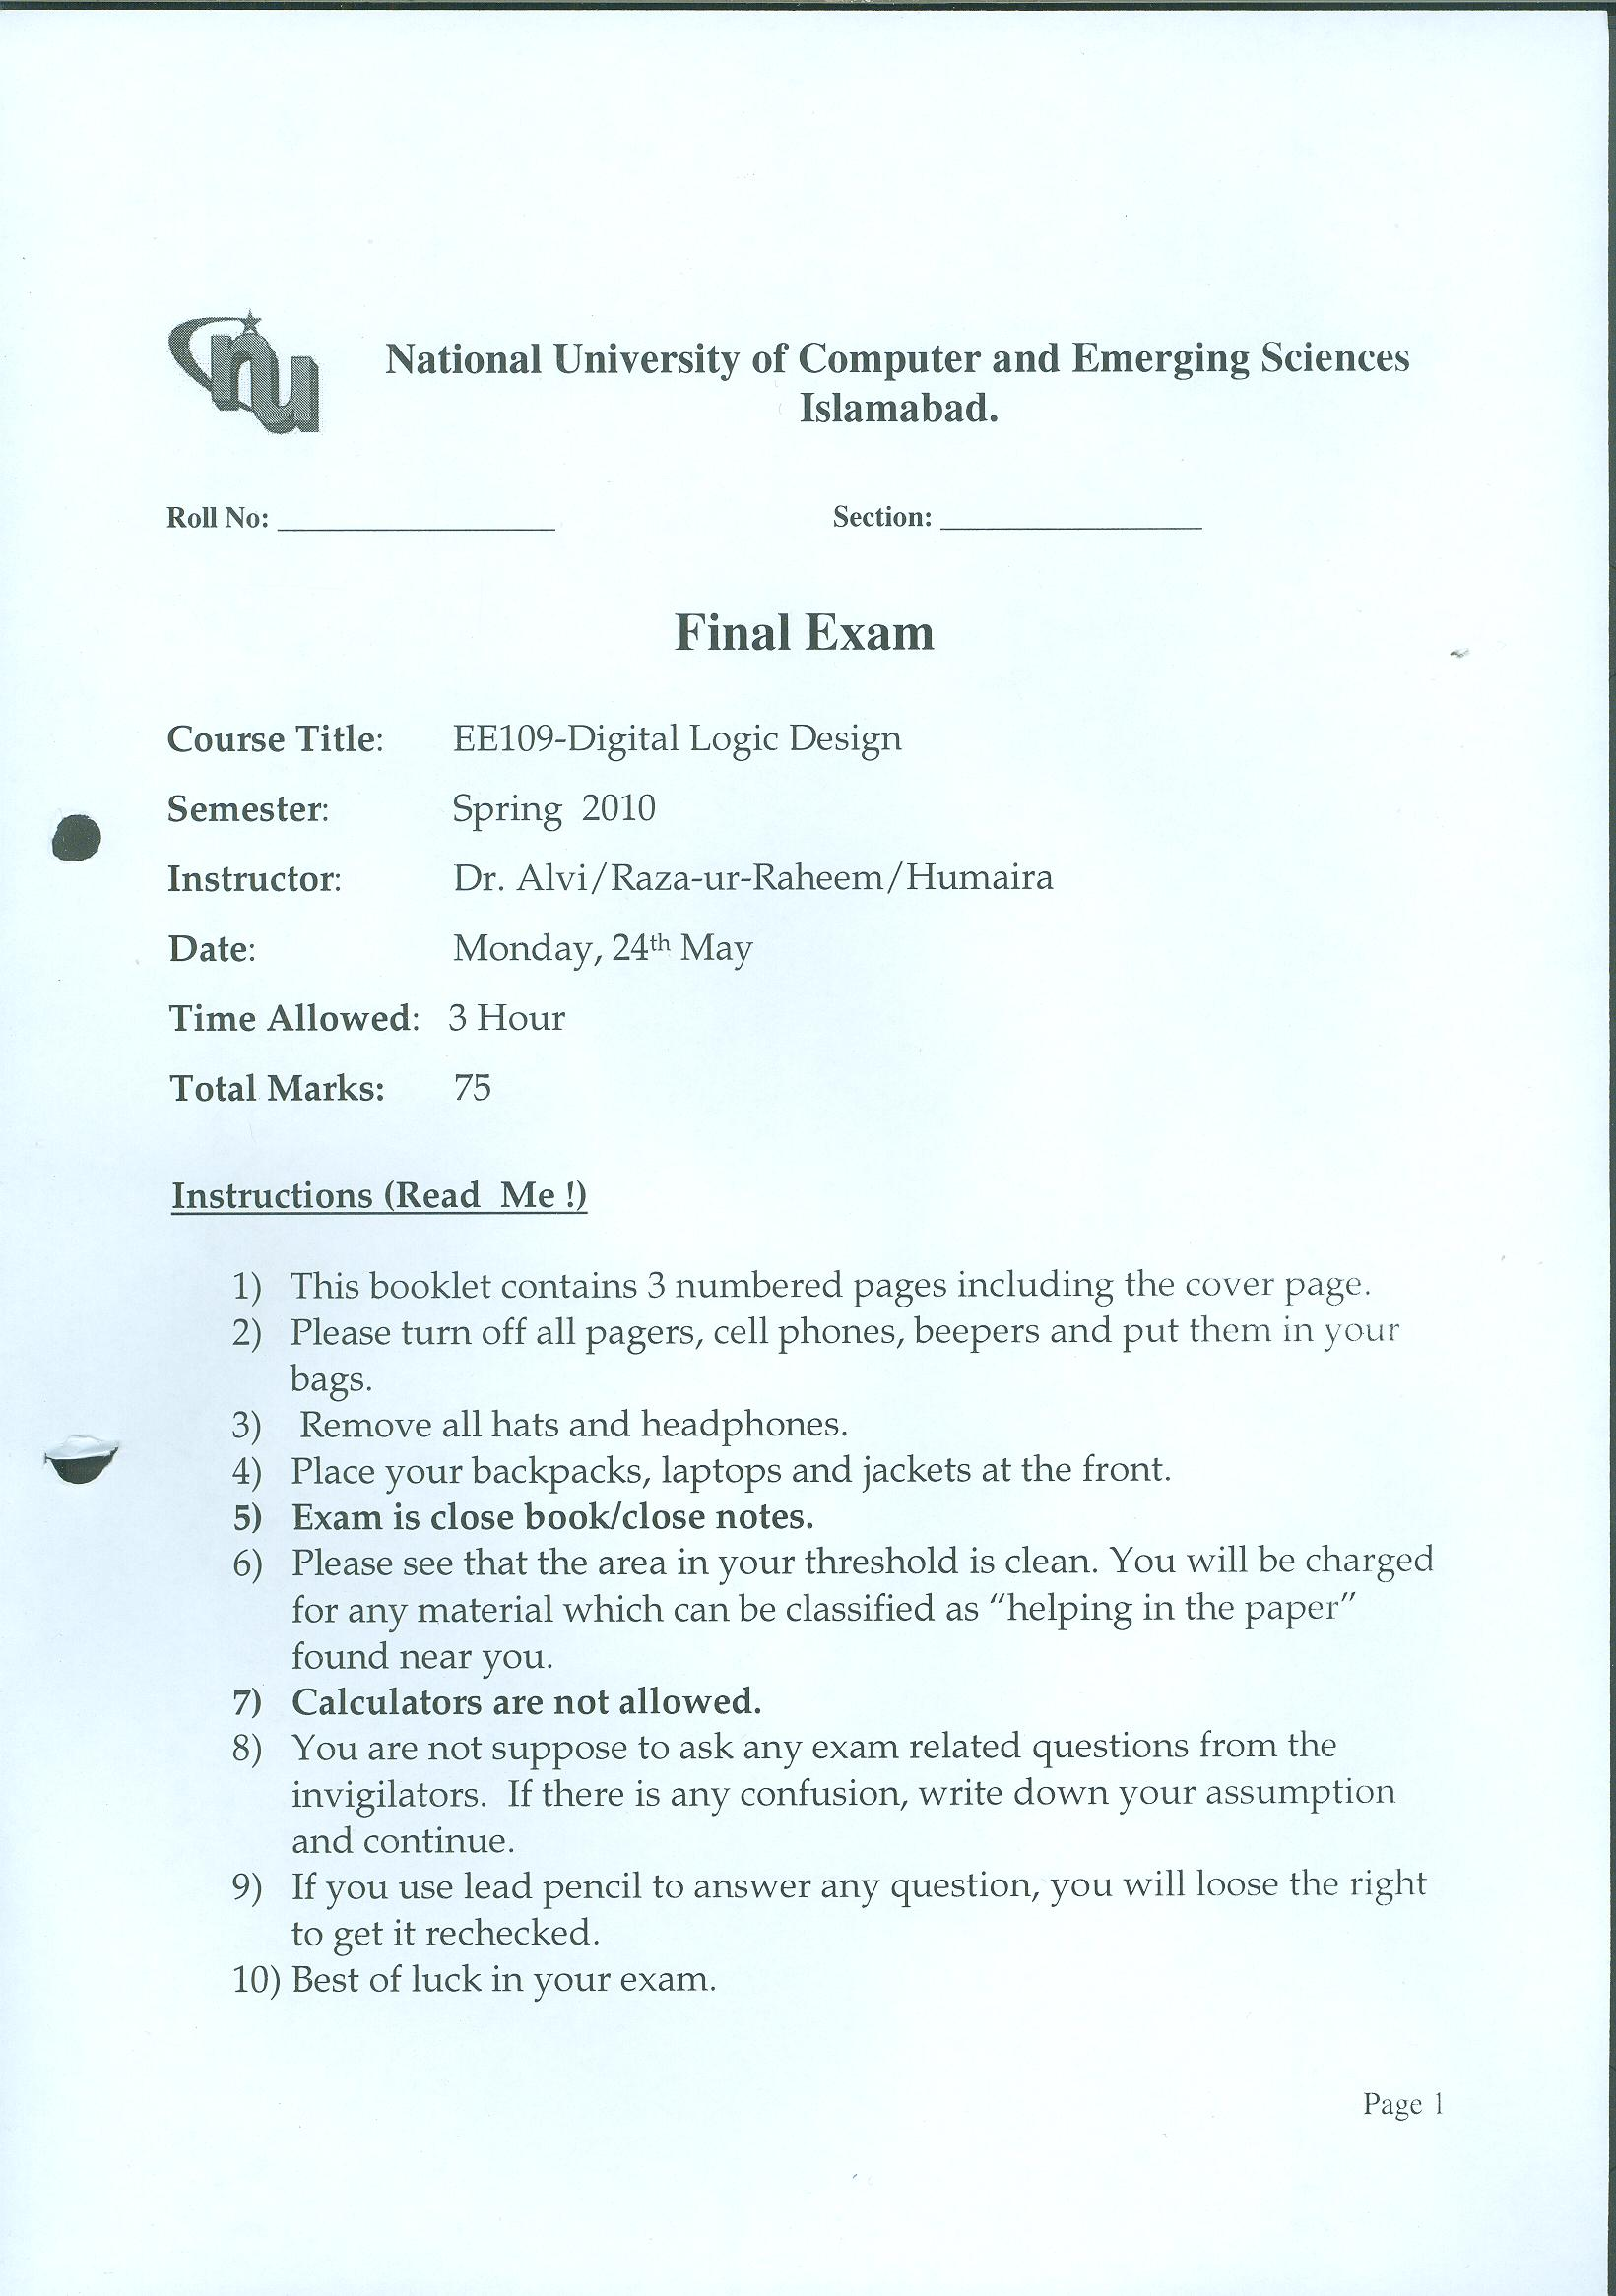 nu
National University of Computer and Emerging Sciences
Islamabad.
Roll No: __________________ Section: _________________
Final Exam
Course Title: EE109-Digital Logic Design
Semester: Spring 2010
Instructor: Dr. Alvi/Raza-ur-Raheem/Humaira
Date: Monday, 24th May
Time Allowed: 3 Hour
Total Marks: 75
Instructions (Read Me !)
1) This booklet contains 3 numbered pages including the cover page.
2) Please turn off all pagers, cell phones, beepers and put them in your
bags.
3) Remove all hats and headphones.
4) Place your backpacks, laptops and jackets at the front.
5) Exam is close book/close notes.
6) Please see that the area in your threshold is clean. You will be charged
for any material which can be classified as “helping in the paper”
found near you.
7) Calculators are not allowed.
8) You are not suppose to ask any exam related questions from the
invigilators. If there is any confusion, write down your assumption
and continue.
9) If you use lead pencil to answer any question, you will loose the right
to get it rechecked.
10) Best of luck in your exam.
Page 1